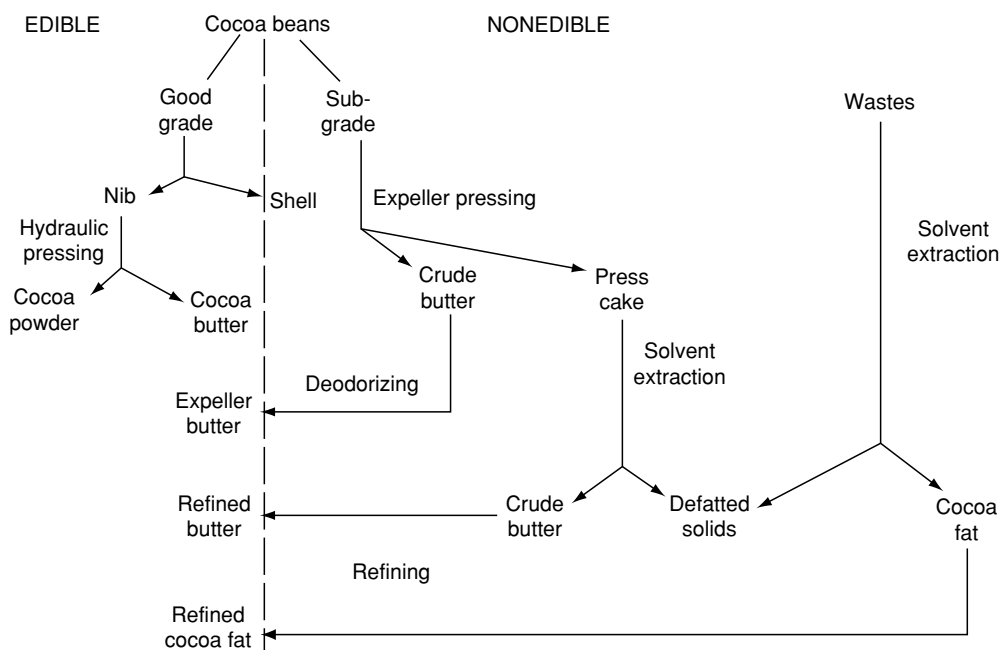 EDIBLE
Cocoa beans
NONEDIBLE
Good
grade
Sub-
grade
Wastes
Nib
Shell
Expeller pressing
Hydraulic
pressing
Solvent
extraction
Crude
butter
Press
cake
Cocoa
powder
Cocoa
butter
Solvent
extraction
Deodorizing
Expeller
butter
Refined
butter
Crude
butter
Defatted
solids
Cocoa
fat
Refining
Refined
cocoa fat